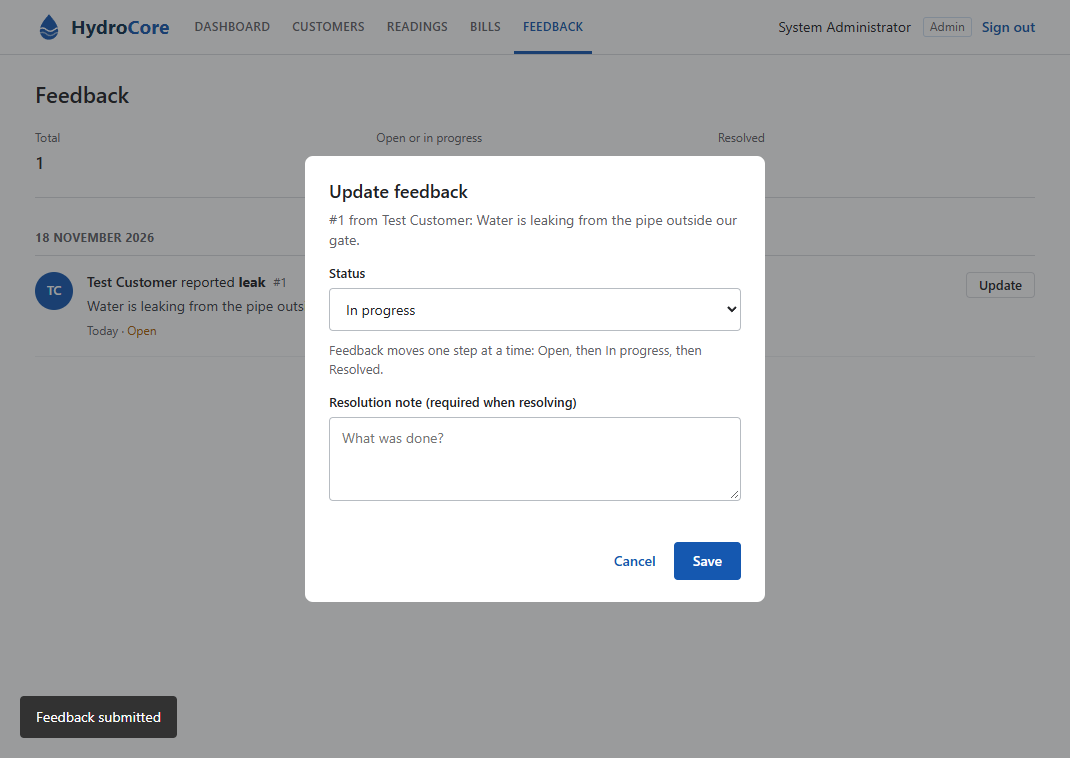 HydroCore DASHBOARD CUSTOMERS READINGS BILLS FEEDBACK System Administrator Admin Sign out
Feedback
Total Open or in progress Resolved
1
18 NOVEMBER 2026
TC
Test Customer reported leak #1
Water is leaking from the pipe outs
Today · Open
Update
Update feedback
#1 from Test Customer: Water is leaking from the pipe outside our
gate.
Status
In progress
Feedback moves one step at a time: Open, then In progress, then
Resolved.
Resolution note (required when resolving)
What was done?
Cancel Save
Feedback submitted